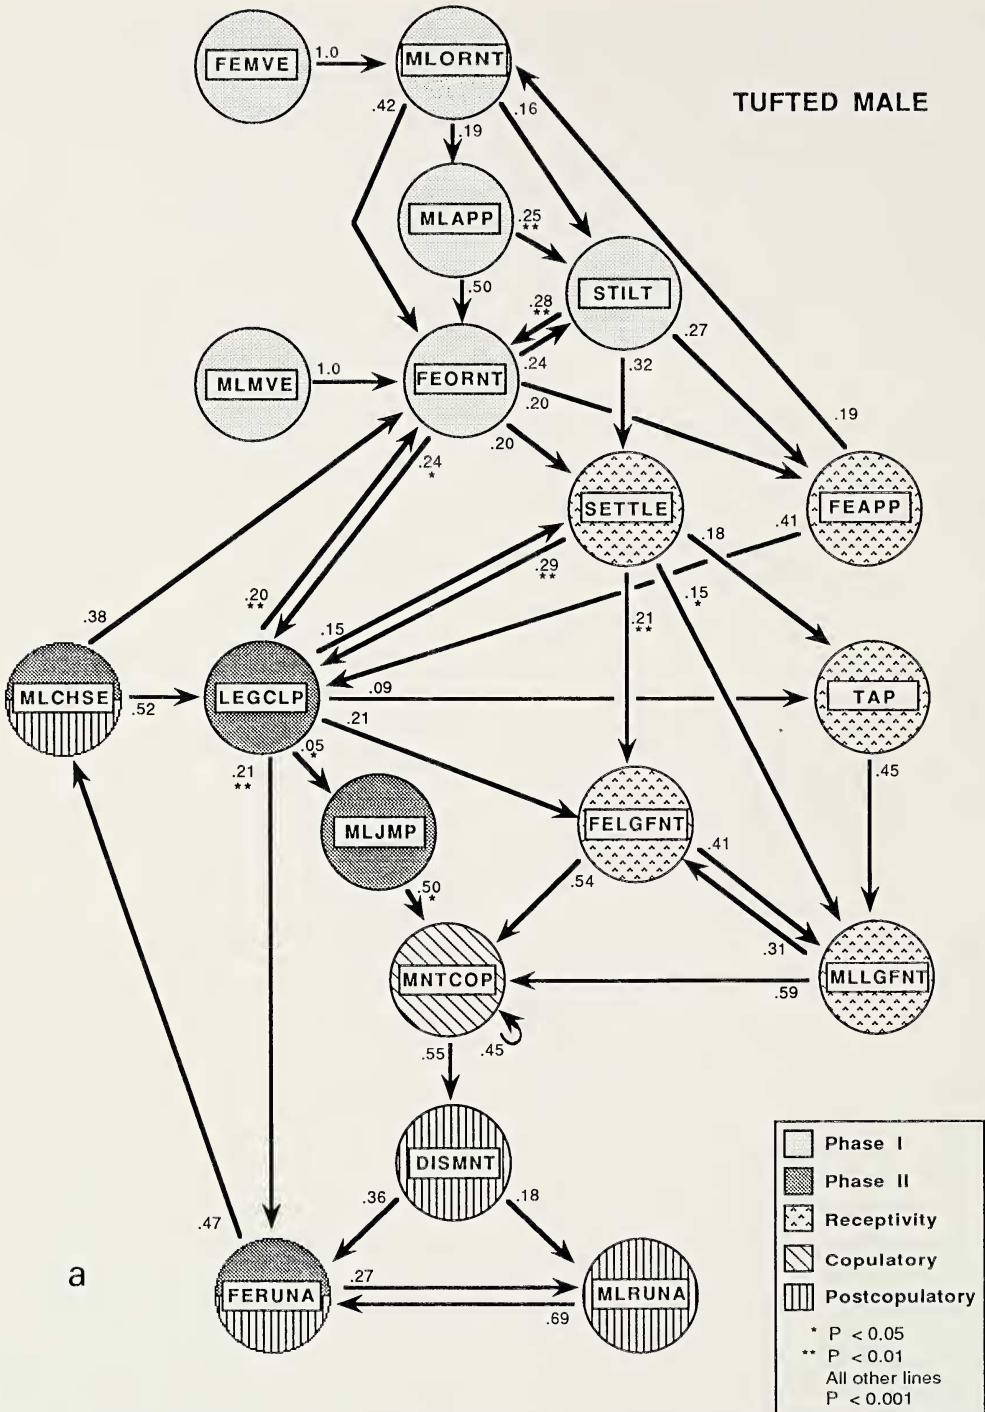 FEMVE
1.0
MLORNT
TUFTED MALE
.42
.19
.16
MLAPP
.25
**
STILT
.50
.28
**
.27
MLMVE
1.0
FEORNT
.24
.32
.20
.20
.19
.24
*
SETTLE
FEAPP
.41
.18
.29
**
.15
*
.20
**
.21
**
.38
.15
MLCHSE
.52
LEGCLP
.09
TAP
.21
.05
*
.21
**
.45
MLJMP
FELGFNT
.41
.54
.50
*
.31
MNTCOP
MLLGFNT
.59
.45
.55
DISMNT
.36
.18
.47
a
FERUNA
.27
MLRUNA
.69
Phase I
Phase II
Receptivity
Copulatory
Postcopulatory
* P < 0.05
** P < 0.01
All other lines
P < 0.001